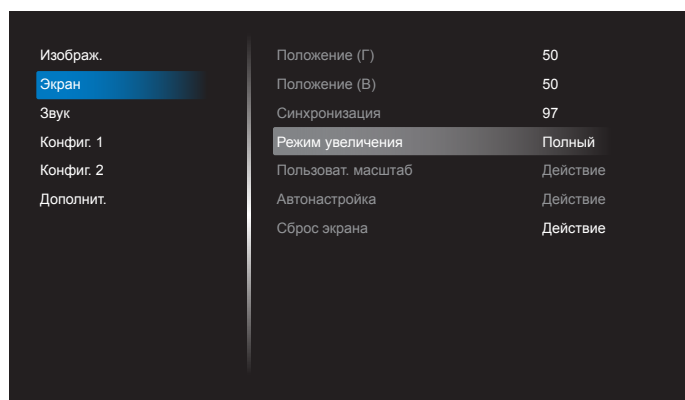 Изображ.
Экран
Звук
Конфиг. 1
Конфиг. 2
Дополнит.
Положение (Г) 50
Положение (В) 50
Синхронизация 97
Режим увеличения Полный
Пользоват. масштаб Действие
Автонастройка Действие
Сброс экрана Действие